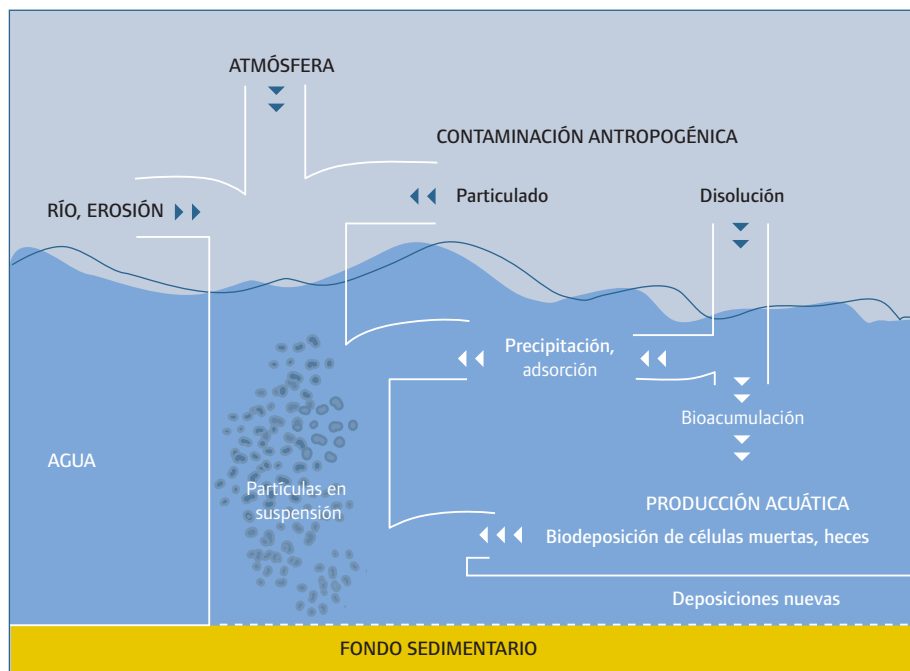 ATMÓSFERA
CONTAMINACIÓN ANTROPOGÉNICA
RÍO, EROSIÓN
Particulado
Disolución
Precipitación,
adsorción
Bioacumulación
AGUA
Partículas en
suspensión
PRODUCCIÓN ACUÁTICA
Biodeposición de células muertas, heces
Deposiciones nuevas
FONDO SEDIMENTARIO